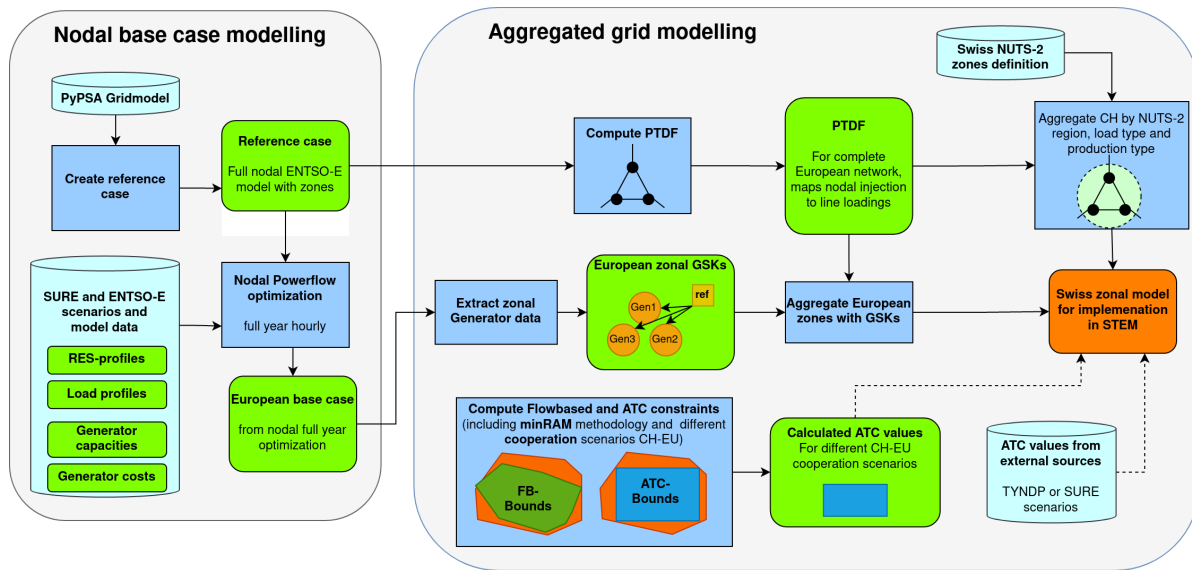 Nodal base case modelling
PyPSA Gridmodel
Create reference
case
Reference case
Full nodal ENTSO-E
model with zones
SURE and ENTSO-E
scenarios and
model data
RES-profiles
Load profiles
Generator
capacities
Generator costs
Nodal Powerflow
optimization
full year hourly
European base case
from nodal full year
optimization
Aggregated grid modelling
Swiss NUTS-2
zones definition
Compute PTDF
PTDF
For complete
European network,
maps nodal injection
to line loadings
Aggregate CH by NUTS-2
region, load type and
production type
Extract zonal
Generator data
European zonal GSKs
ref
Gen1
Gen3
Gen2
Aggregate European
zones with GSKs
Swiss zonal model
for implemenation
in STEM
Compute Flowbased and ATC constraints
(including minRAM methodology and different
cooperation scenarios CH-EU)
FB-
Bounds
ATC-
Bounds
Calculated ATC values
For different CH-EU
cooperation scenarios
ATC values from
external sources
TYNDP or SURE
scenarios